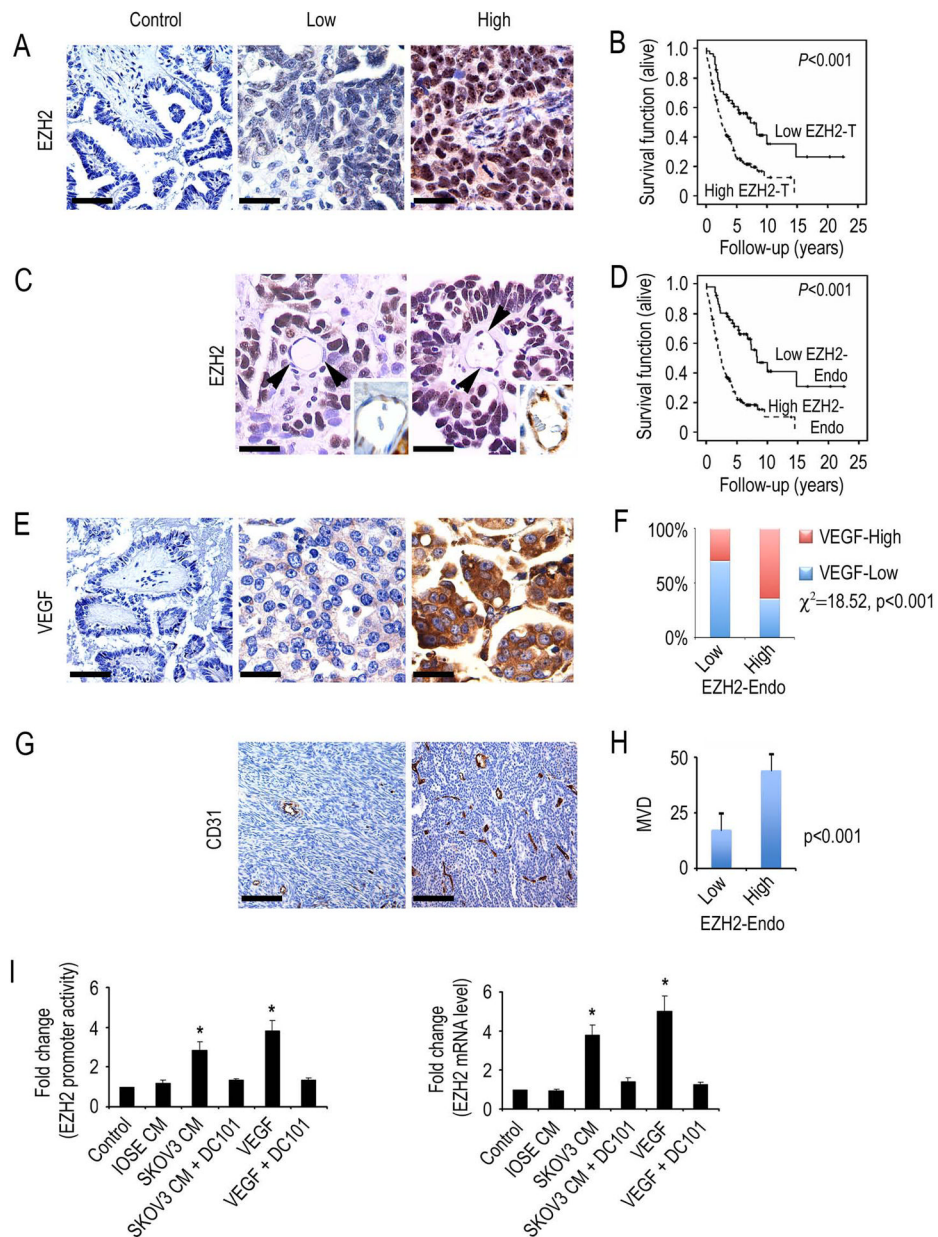 Control Low High
A
EZH2
B
Survival function (alive)
1.0
0.8
0.6
0.4
0.2
0
P<0.001
Low EZH2-T
High EZH2-T
0 5 10 15 20 25
Follow-up (years)
C
EZH2
D
Survival function (alive)
1.0
0.8
0.6
0.4
0.2
0
P<0.001
Low EZH2-
Endo
High EZH2-
Endo
0 5 10 15 20 25
Follow-up (years)
E
VEGF
F
100%
50%
0%
VEGF-High
VEGF-Low
χ²=18.52, p<0.001
Low High
EZH2-Endo
G
CD31
H
MVD
50
25
0
p<0.001
Low High
EZH2-Endo
I
Fold change
(EZH2 promoter activity)
6
4
2
0
* *
Control
IOSE CM
SKOV3 CM
SKOV3 CM + DC101
VEGF
VEGF + DC101
Fold change
(EZH2 mRNA level)
6
4
2
0
* *
Control
IOSE CM
SKOV3 CM
SKOV3 CM + DC101
VEGF
VEGF + DC101